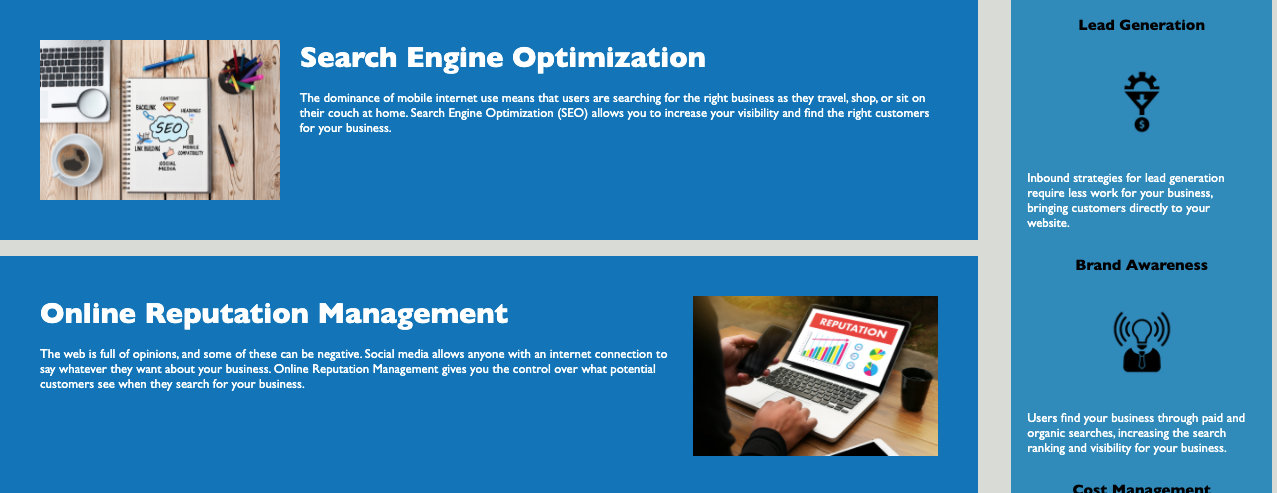 Search Engine Optimization
The dominance of mobile internet use means that users are searching for the right business as they travel, shop, or sit on
their couch at home. Search Engine Optimization (SEO) allows you to increase your visibility and find the right customers
for your business.
CONTENT
BACKLINK
HEADINGS
SEO
LINK BUILDING
MOBILE
COMPATIBILITY
SOCIAL
MEDIA
Online Reputation Management
The web is full of opinions, and some of these can be negative. Social media allows anyone with an internet connection to
say whatever they want about your business. Online Reputation Management gives you the control over what potential
customers see when they search for your business.
REPUTATION
Lead Generation
$
Inbound strategies for lead generation
require less work for your business,
bringing customers directly to your
website.
Brand Awareness
Users find your business through paid and
organic searches, increasing the search
ranking and visibility for your business.
Cost Management